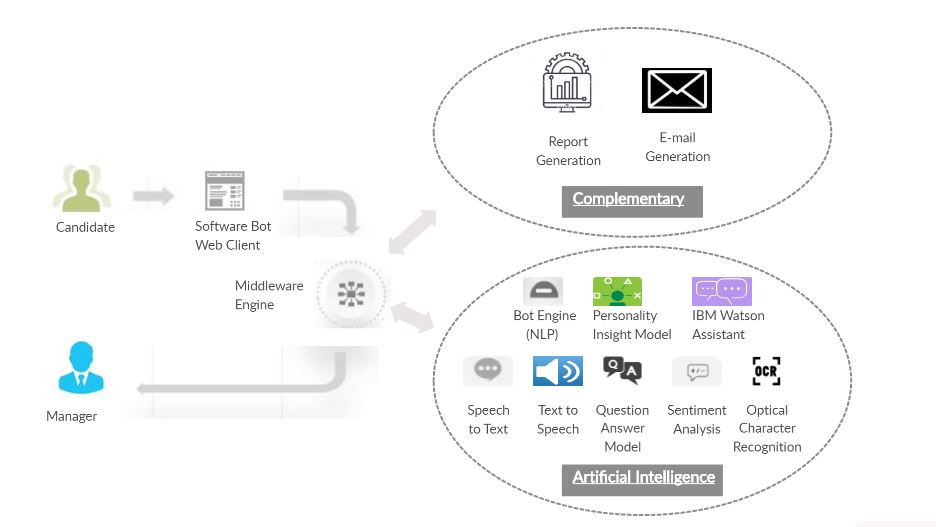 Report
Generation
E-mail
Generation
Complementary
Candidate
Software Bot
Web Client
Middleware
Engine
Manager
Bot Engine
(NLP)
Personality
Insight Model
IBM Watson
Assistant
Q
A
+/-
OCR
Speech
to Text
Text to
Speech
Question
Answer
Model
Sentiment
Analysis
Optical
Character
Recognition
Artificial Intelligence